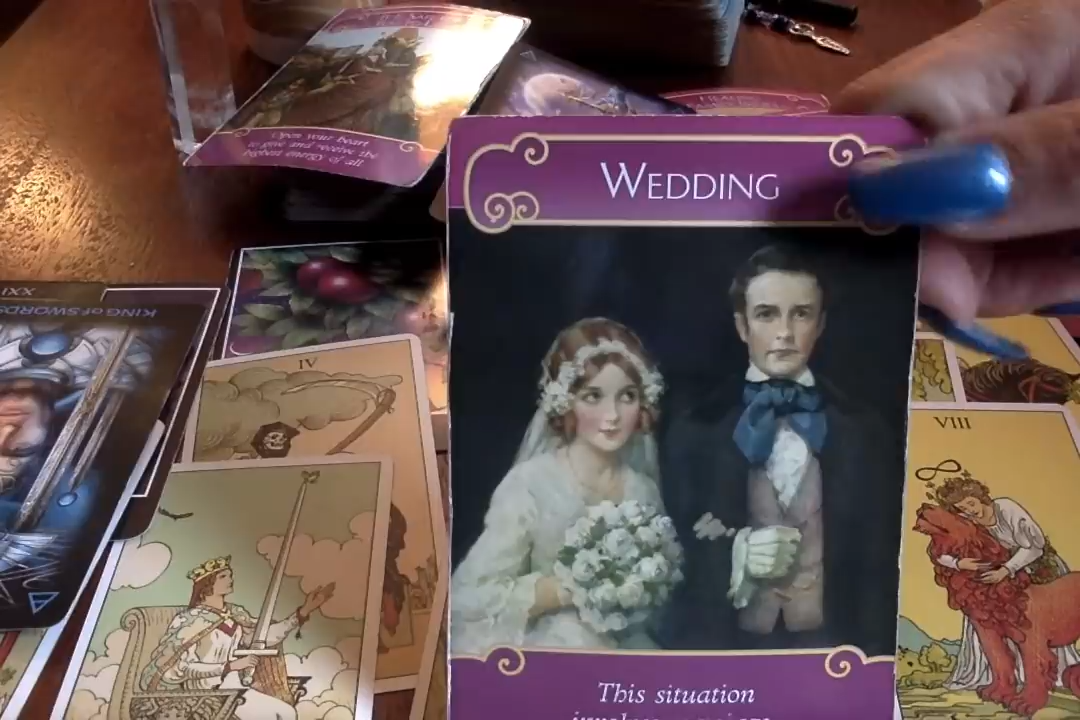 Open your heart
to give and receive the
highest energy of all
WEDDING
XXI
KING of SWORDS
IV
VIII
This situation